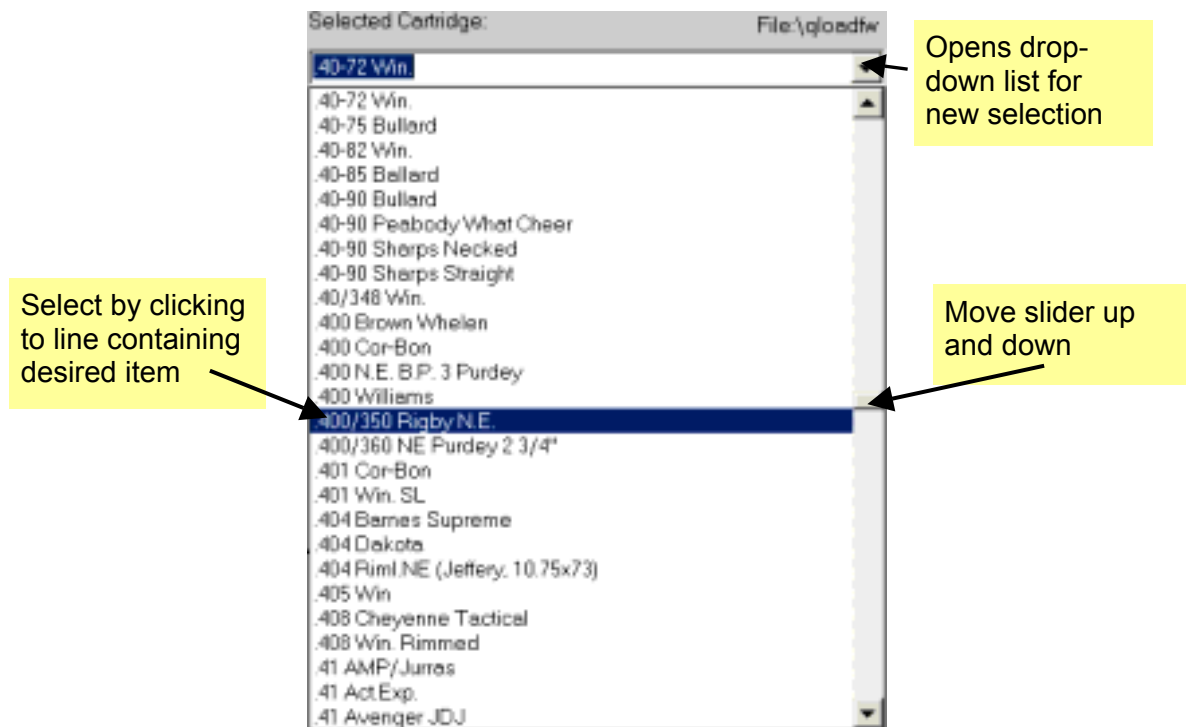 Selected Cartridge:
File:\qloadfw
.40-72 Win.
.40-72 Win.
.40-75 Bullard
.40-82 Win.
.40-85 Ballard
.40-90 Bullard
.40-90 Peabody What Cheer
.40-90 Sharps Necked
.40-90 Sharps Straight
.40/348 Win.
.400 Brown Whelen
.400 Cor-Bon
.400 N.E. B.P. 3 Purdey
.400 Williams
.400/350 Rigby N.E.
.400/360 NE Purdey 2 3/4"
.401 Cor-Bon
.401 Win. SL
.404 Barnes Supreme
.404 Dakota
.404 Riml.NE (Jeffery, 10.75x73)
.405 Win
.408 Cheyenne Tactical
.408 Win. Rimmed
.41 AMP/Jurras
.41 Act.Exp.
.41 Avenger JDJ
Opens drop-
down list for
new selection
Select by clicking
to line containing
desired item
Move slider up
and down